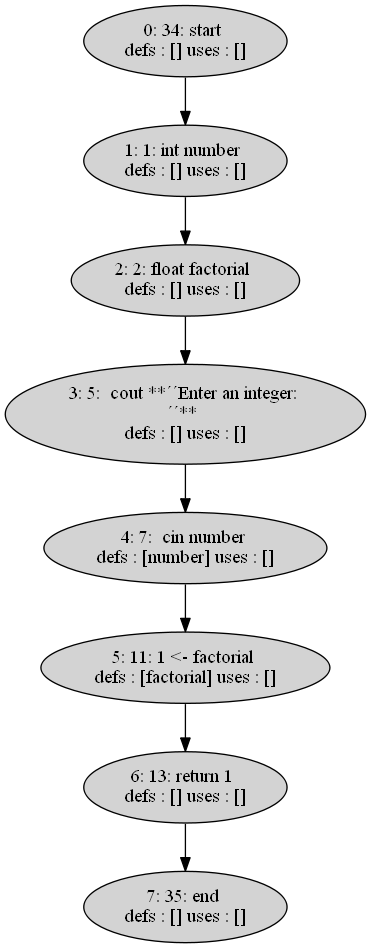 0: 34: start
defs : [] uses : []
1: 1: int number
defs : [] uses : []
2: 2: float factorial
defs : [] uses : []
3: 5: cout **´´Enter an integer:
´´**
defs : [] uses : []
4: 7: cin number
defs : [number] uses : []
5: 11: 1 <- factorial
defs : [factorial] uses : []
6: 13: return 1
defs : [] uses : []
7: 35: end
defs : [] uses : []